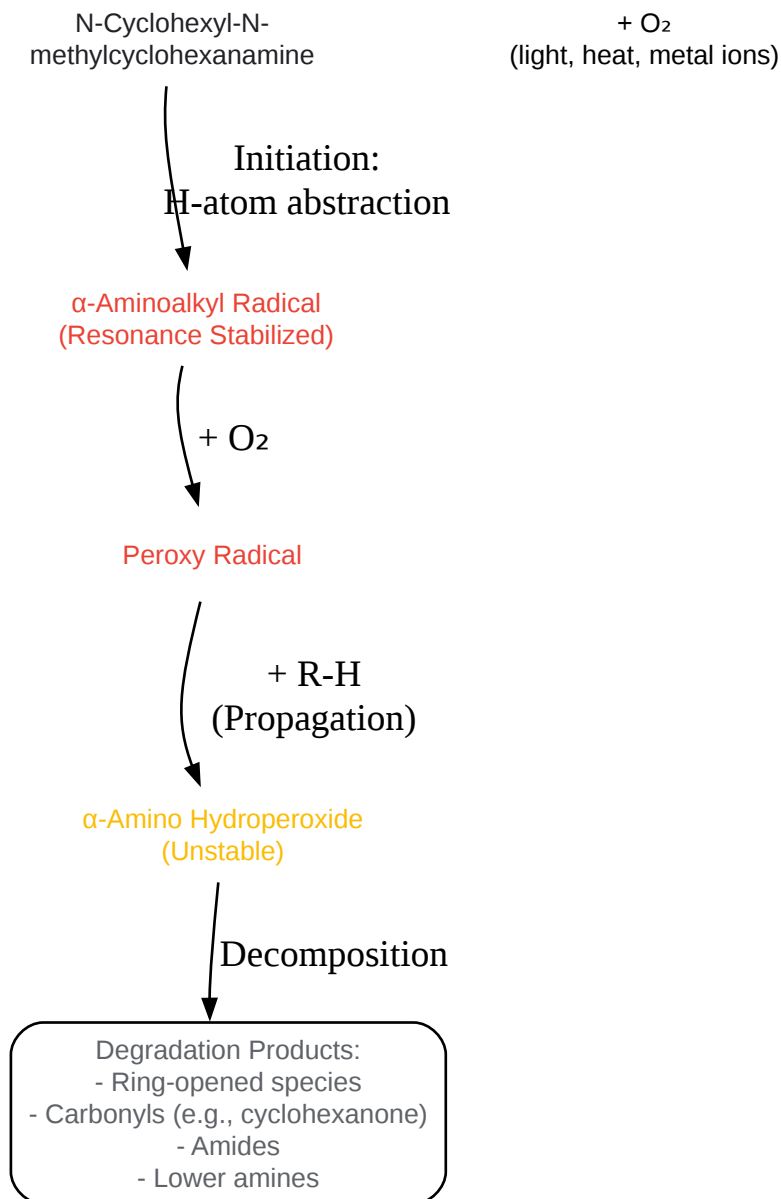 N-Cyclohexyl-N-
methylcyclohexanamine
+ O₂
(light, heat, metal ions)
Initiation:
H-atom abstraction
α-Aminoalkyl Radical
(Resonance Stabilized)
+ O₂
Peroxy Radical
+ R-H
(Propagation)
α-Amino Hydroperoxide
(Unstable)
Decomposition
Degradation Products:
- Ring-opened species
- Carbonyls (e.g., cyclohexanone)
- Amides
- Lower amines